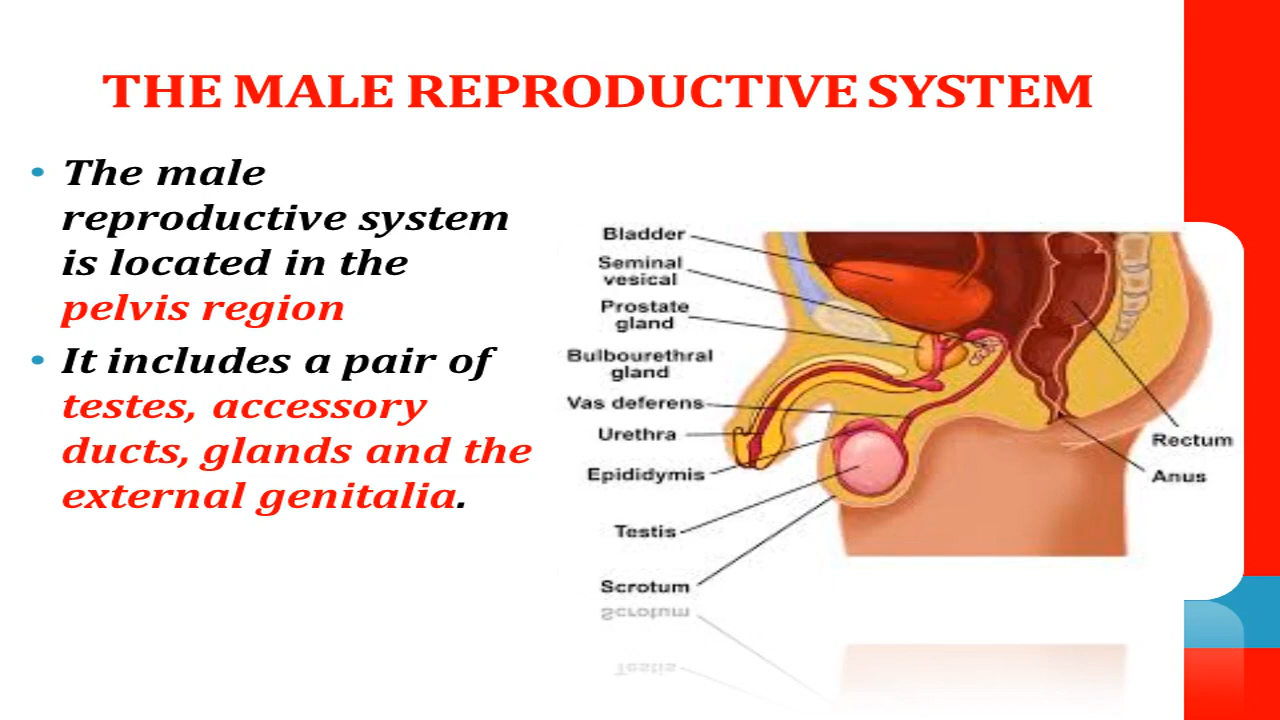 THE MALE REPRODUCTIVE SYSTEM
• The male
reproductive system
is located in the
pelvis region
• It includes a pair of
testes, accessory
ducts, glands and the
external genitalia.
Bladder
Seminal
vesical
Prostate
gland
Bulbourethral
gland
Vas deferens
Urethra
Epididymis
Testis
Scrotum
Rectum
Anus
Scrotum
Testis